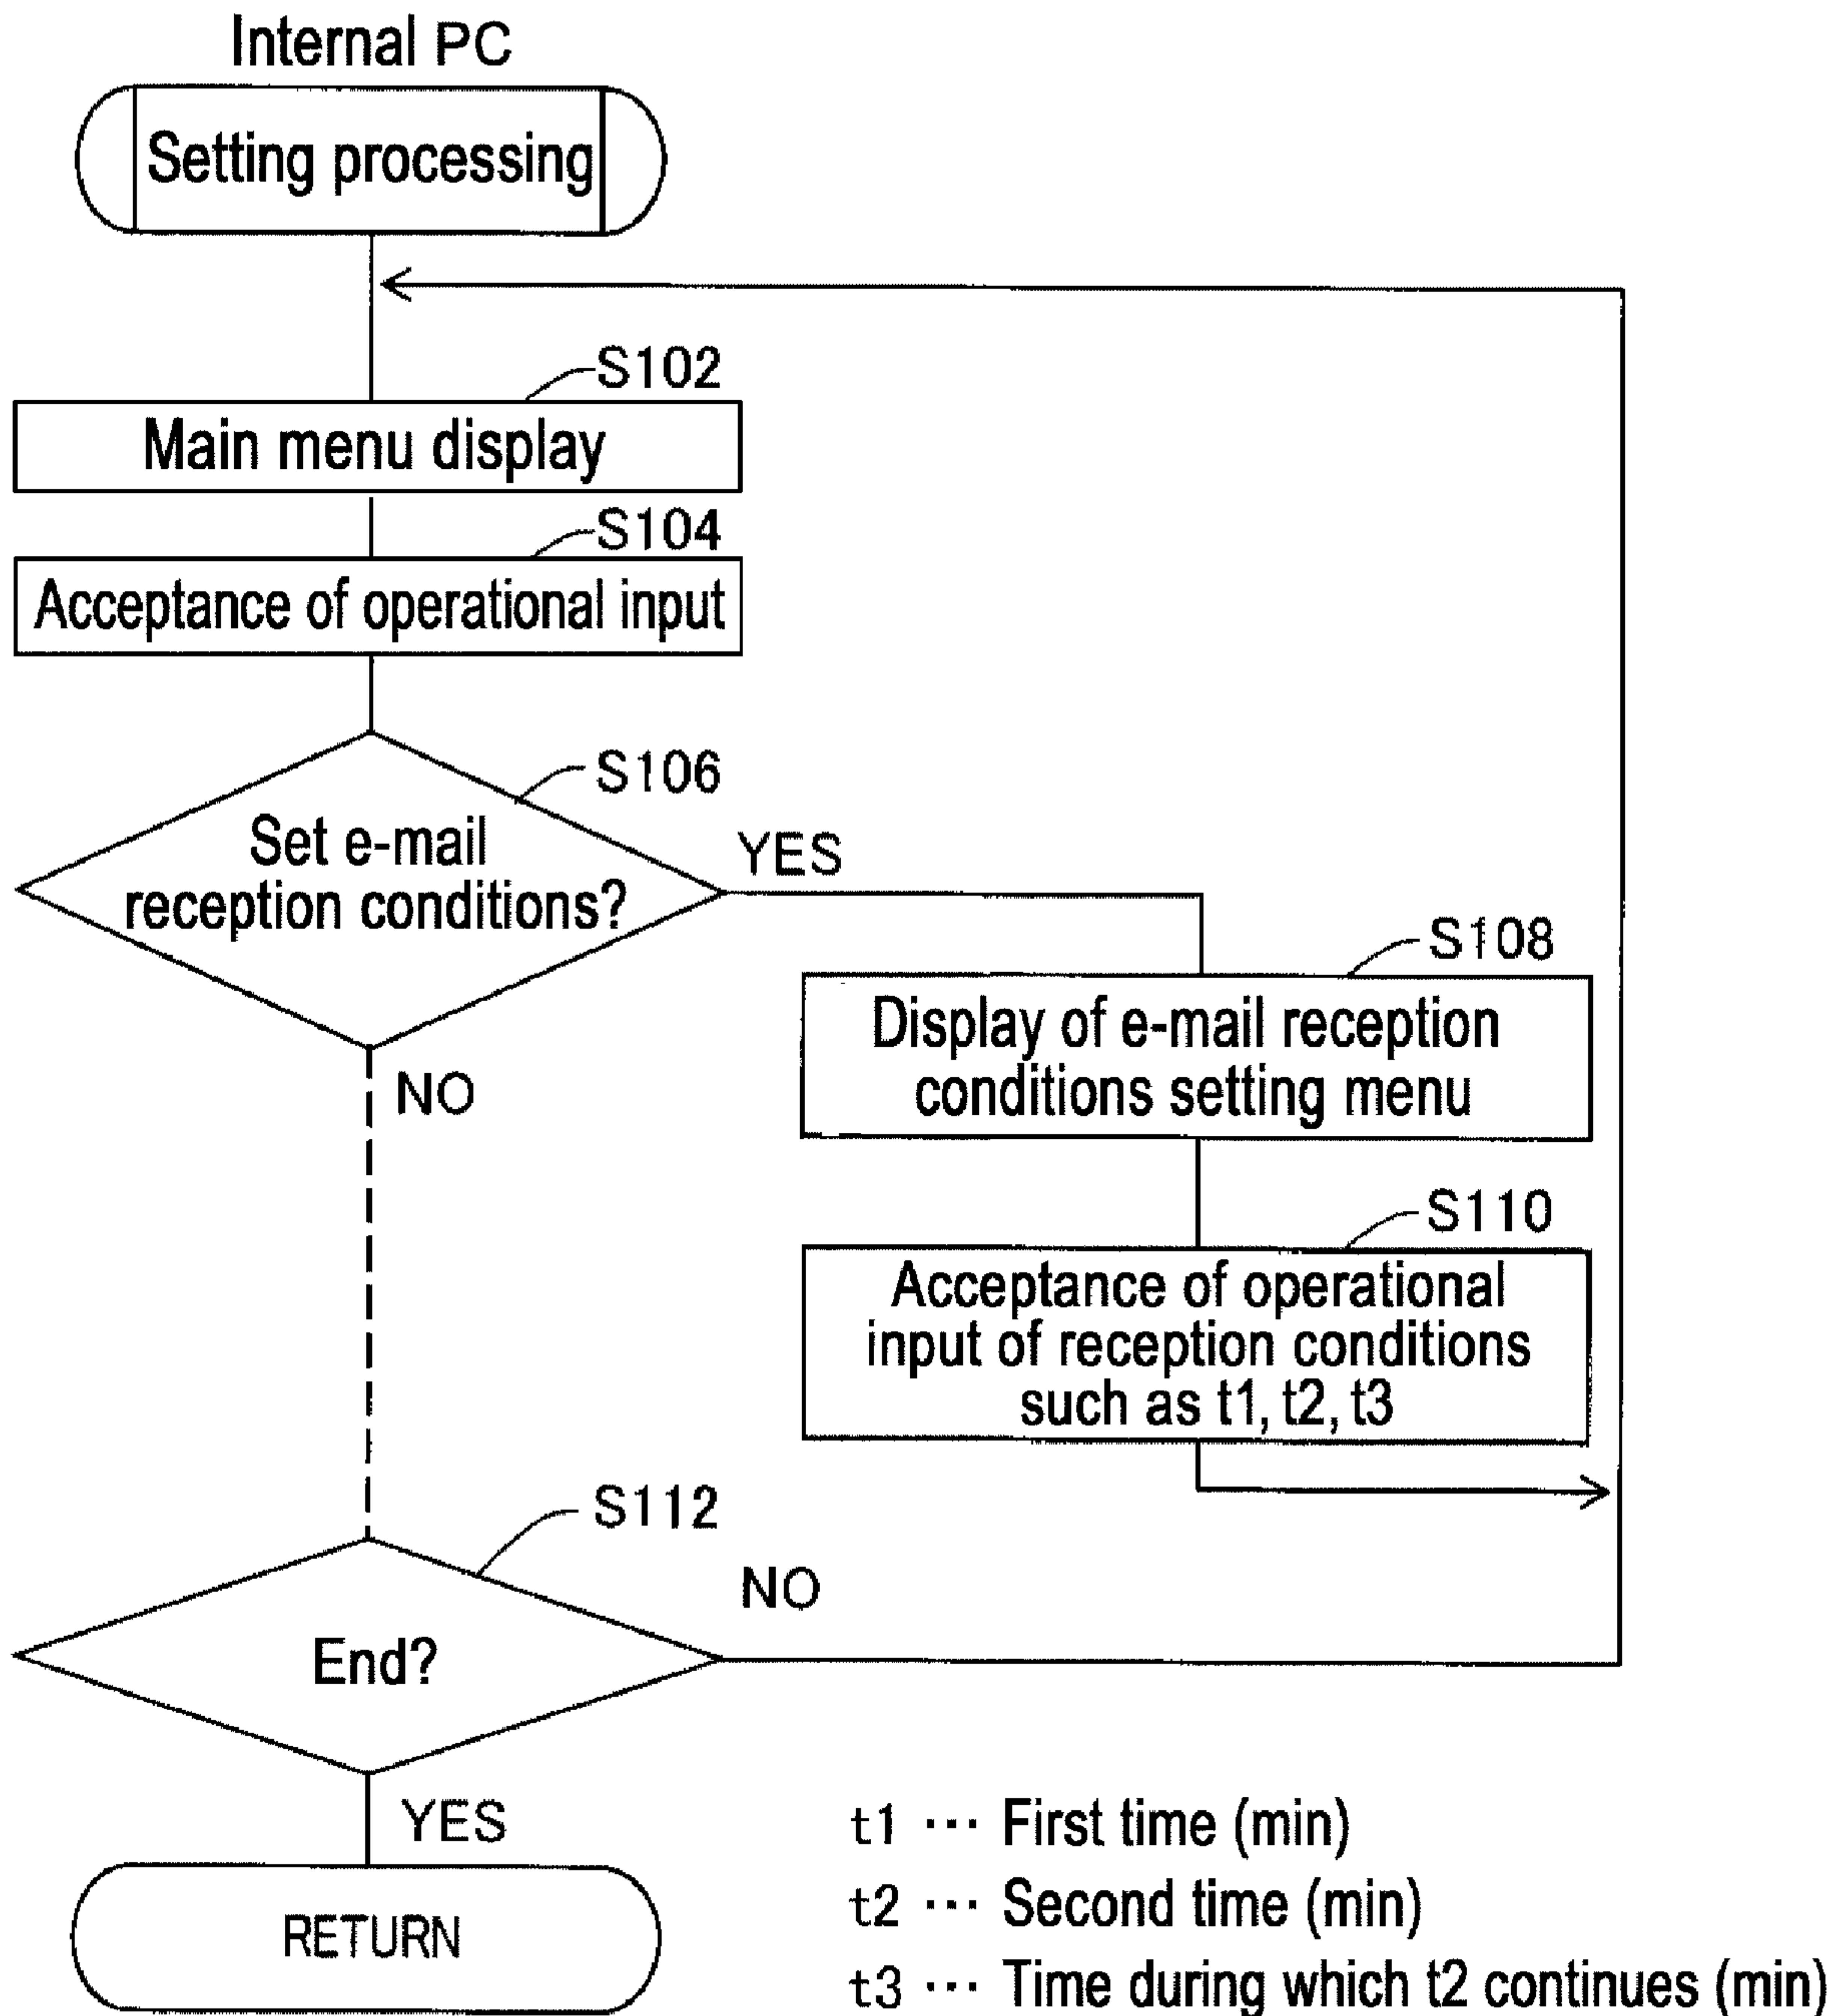 Internal PC
Setting processing
S102
Main menu display
S104
Acceptance of operational input
S106
Set e-mail
reception conditions?
YES
NO
S108
Display of e-mail reception
conditions setting menu
S110
Acceptance of operational
input of reception conditions
such as t1, t2, t3
S112
End?
NO
YES
RETURN
t1 ··· First time (min)
t2 ··· Second time (min)
t3 ··· Time during which t2 continues (min)